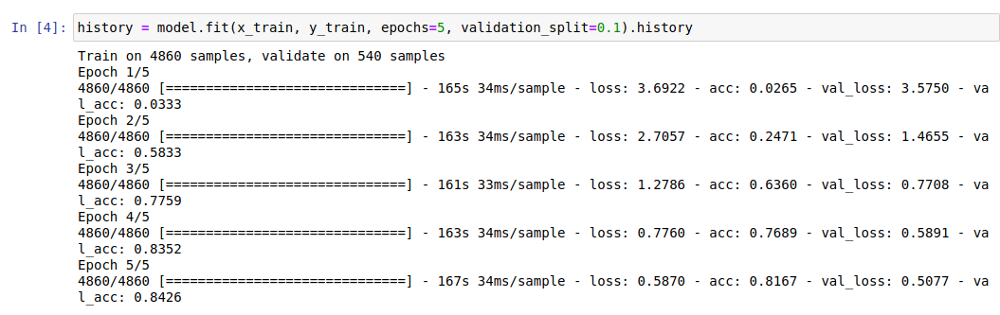 In [4]: history = model.fit(x_train, y_train, epochs=5, validation_split=0.1).history
Train on 4860 samples, validate on 540 samples
Epoch 1/5
4860/4860 [==============================] - 165s 34ms/sample - loss: 3.6922 - acc: 0.0265 - val_loss: 3.5750 - va
l_acc: 0.0333
Epoch 2/5
4860/4860 [==============================] - 163s 34ms/sample - loss: 2.7057 - acc: 0.2471 - val_loss: 1.4655 - va
l_acc: 0.5833
Epoch 3/5
4860/4860 [==============================] - 161s 33ms/sample - loss: 1.2786 - acc: 0.6360 - val_loss: 0.7708 - va
l_acc: 0.7759
Epoch 4/5
4860/4860 [==============================] - 163s 34ms/sample - loss: 0.7760 - acc: 0.7689 - val_loss: 0.5891 - va
l_acc: 0.8352
Epoch 5/5
4860/4860 [==============================] - 167s 34ms/sample - loss: 0.5870 - acc: 0.8167 - val_loss: 0.5077 - va
l_acc: 0.8426